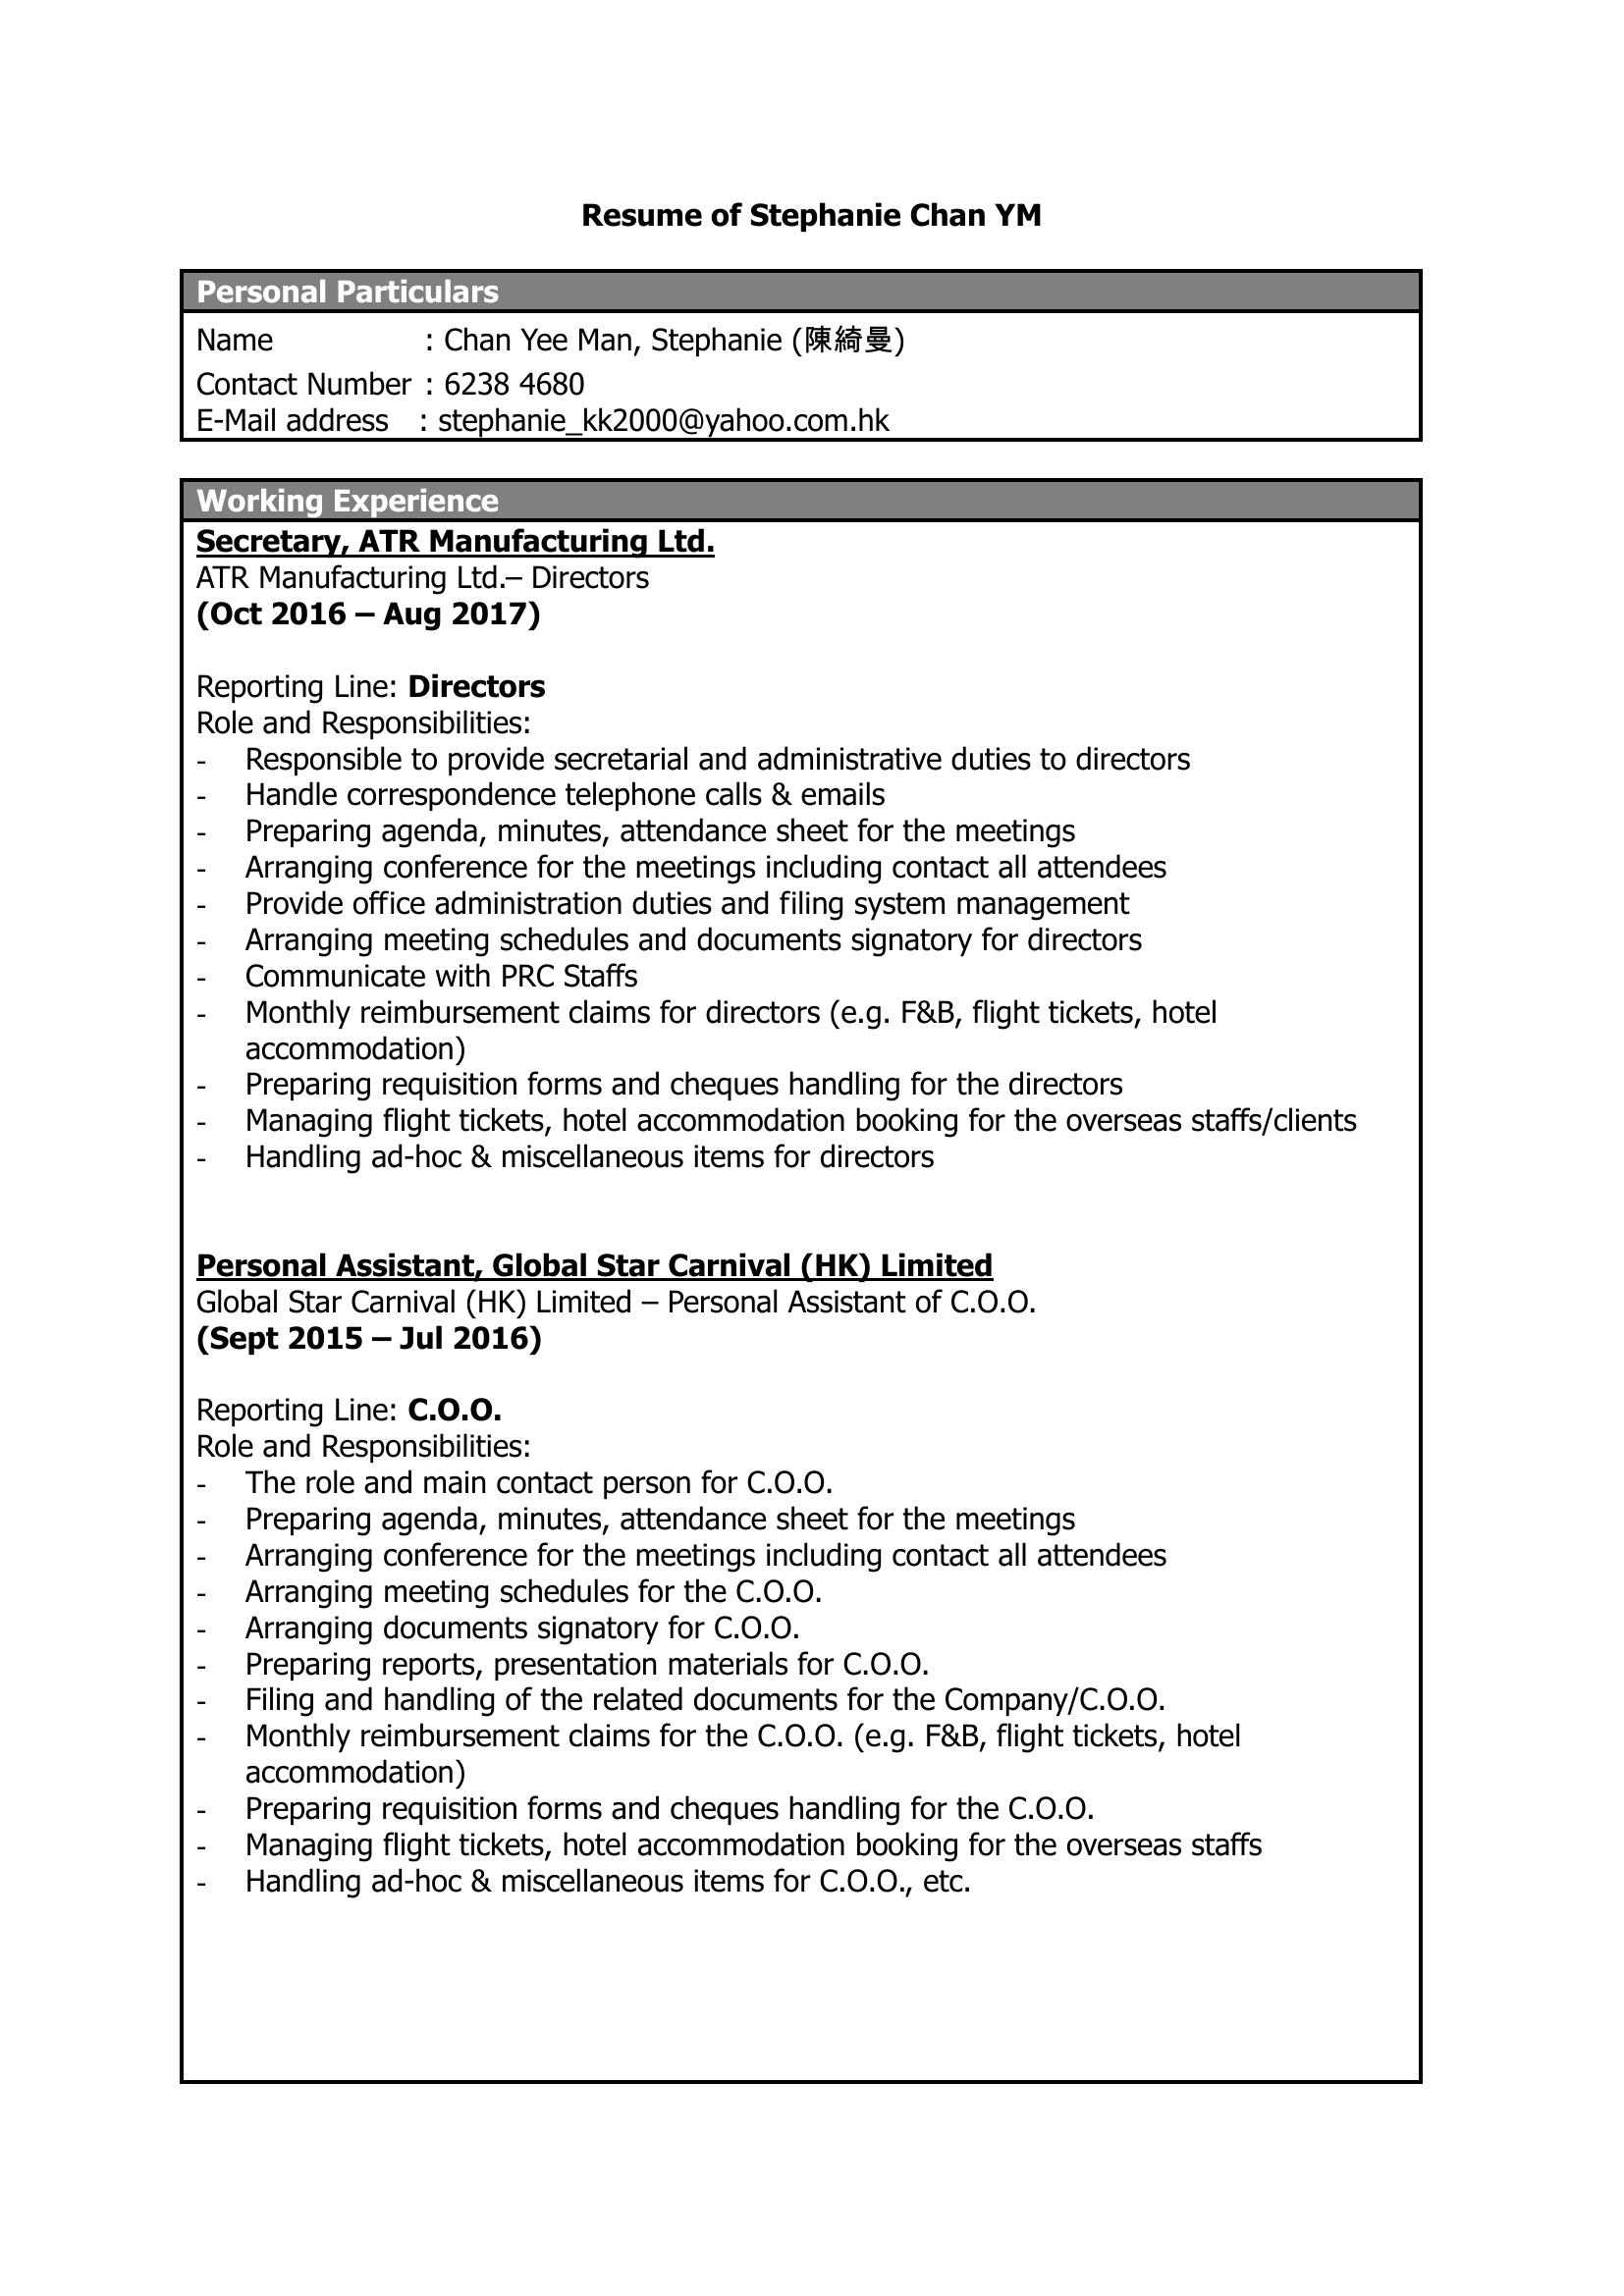 Resume of Stephanie Chan YM
Personal Particulars
Name : Chan Yee Man, Stephanie (陳綺曼)
Contact Number : 6238 4680
E-Mail address : stephanie_kk2000@yahoo.com.hk
Working Experience
Secretary, ATR Manufacturing Ltd.
ATR Manufacturing Ltd.– Directors
(Oct 2016 – Aug 2017)
Reporting Line: Directors
Role and Responsibilities:
- Responsible to provide secretarial and administrative duties to directors
- Handle correspondence telephone calls & emails
- Preparing agenda, minutes, attendance sheet for the meetings
- Arranging conference for the meetings including contact all attendees
- Provide office administration duties and filing system management
- Arranging meeting schedules and documents signatory for directors
- Communicate with PRC Staffs
- Monthly reimbursement claims for directors (e.g. F&B, flight tickets, hotel
accommodation)
- Preparing requisition forms and cheques handling for the directors
- Managing flight tickets, hotel accommodation booking for the overseas staffs/clients
- Handling ad-hoc & miscellaneous items for directors
Personal Assistant, Global Star Carnival (HK) Limited
Global Star Carnival (HK) Limited – Personal Assistant of C.O.O.
(Sept 2015 – Jul 2016)
Reporting Line: C.O.O.
Role and Responsibilities:
- The role and main contact person for C.O.O.
- Preparing agenda, minutes, attendance sheet for the meetings
- Arranging conference for the meetings including contact all attendees
- Arranging meeting schedules for the C.O.O.
- Arranging documents signatory for C.O.O.
- Preparing reports, presentation materials for C.O.O.
- Filing and handling of the related documents for the Company/C.O.O.
- Monthly reimbursement claims for the C.O.O. (e.g. F&B, flight tickets, hotel
accommodation)
- Preparing requisition forms and cheques handling for the C.O.O.
- Managing flight tickets, hotel accommodation booking for the overseas staffs
- Handling ad-hoc & miscellaneous items for C.O.O., etc.